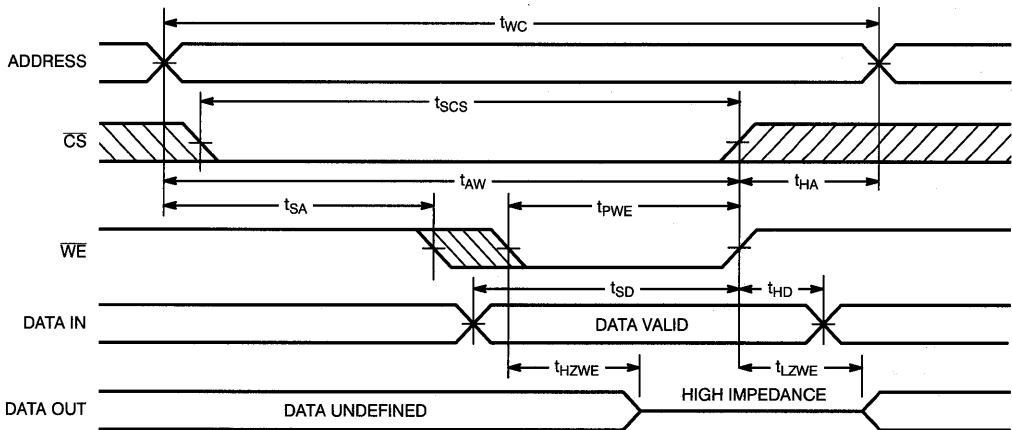 tWC
ADDRESS
tSCS
CS
tAW
tHA
tSA
tPWE
WE
tSD
tHD
DATA IN
DATA VALID
tHZWE
tLZWE
HIGH IMPEDANCE
DATA OUT
DATA UNDEFINED